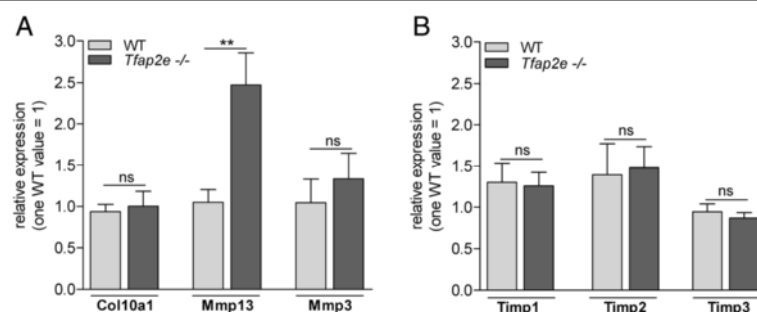 A
relative expression
(one WT value = 1)
3.0
2.5
2.0
1.5
1.0
0.5
0.0
WT
Tfap2e -/-
ns
**
ns
Col10a1 Mmp13 Mmp3
B
relative expression
(one WT value = 1)
3.0
2.5
2.0
1.5
1.0
0.5
0.0
WT
Tfap2e -/-
ns
ns
ns
Timp1 Timp2 Timp3